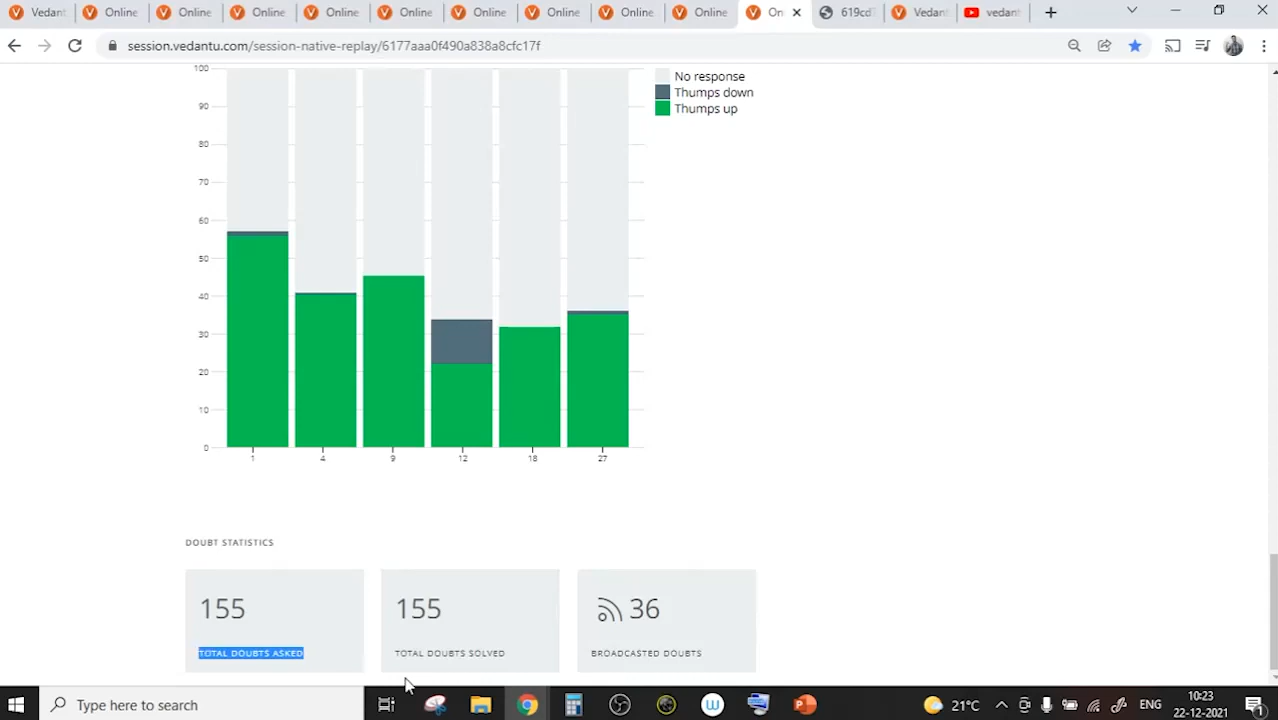 Vedant
Online
Online
Online
Online
Online
Online
Online
Online
Online
On
619cd
Vedant
vedant
session.vedantu.com/session-native-replay/6177aaa0f490a838a8cfc17f
100
90
80
70
60
50
40
30
20
10
0
1 4 9 12 18 27
No response
Thumps down
Thumps up
DOUBT STATISTICS
155
TOTAL DOUBTS ASKED
155
TOTAL DOUBTS SOLVED
36
BROADCASTED DOUBTS
Type here to search
21°C
ENG
10:23
22-12-2021